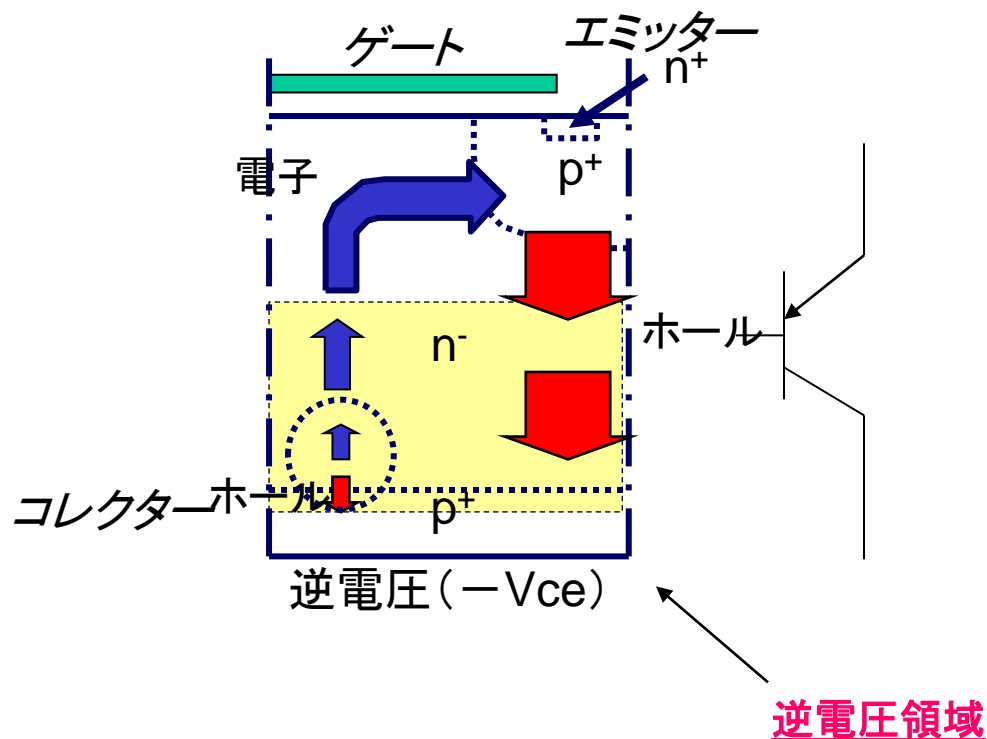 ゲート
エミッター
n+
電子
p+
n-
ホール
コレクター
ホール
p+
逆電圧(-Vce)
逆電圧領域